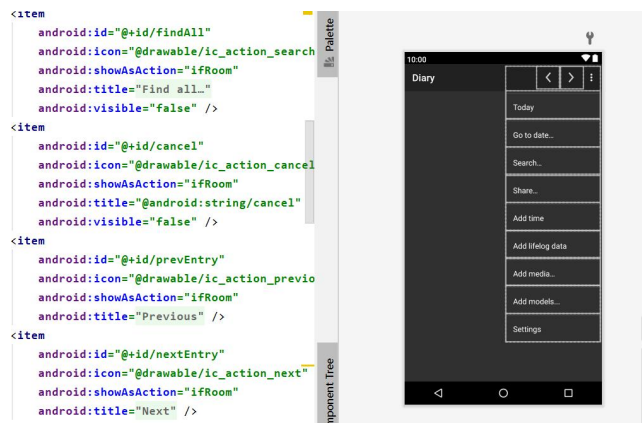 <item
android:id="@+id/findAll"
android:icon="@drawable/ic_action_search
android:showAsAction="ifRoom"
android:title="Find all…"
android:visible="false" />
<item
android:id="@+id/cancel"
android:icon="@drawable/ic_action_cancel
android:showAsAction="ifRoom"
android:title="@android:string/cancel"
android:visible="false" />
<item
android:id="@+id/prevEntry"
android:icon="@drawable/ic_action_previo
android:showAsAction="ifRoom"
android:title="Previous" />
<item
android:id="@+id/nextEntry"
android:icon="@drawable/ic_action_next"
android:showAsAction="ifRoom"
android:title="Next" />
Palette
mponent Tree
10:00
Diary
Today
Go to date…
Search…
Share…
Add time
Add lifelog data
Add media…
Add models…
Settings